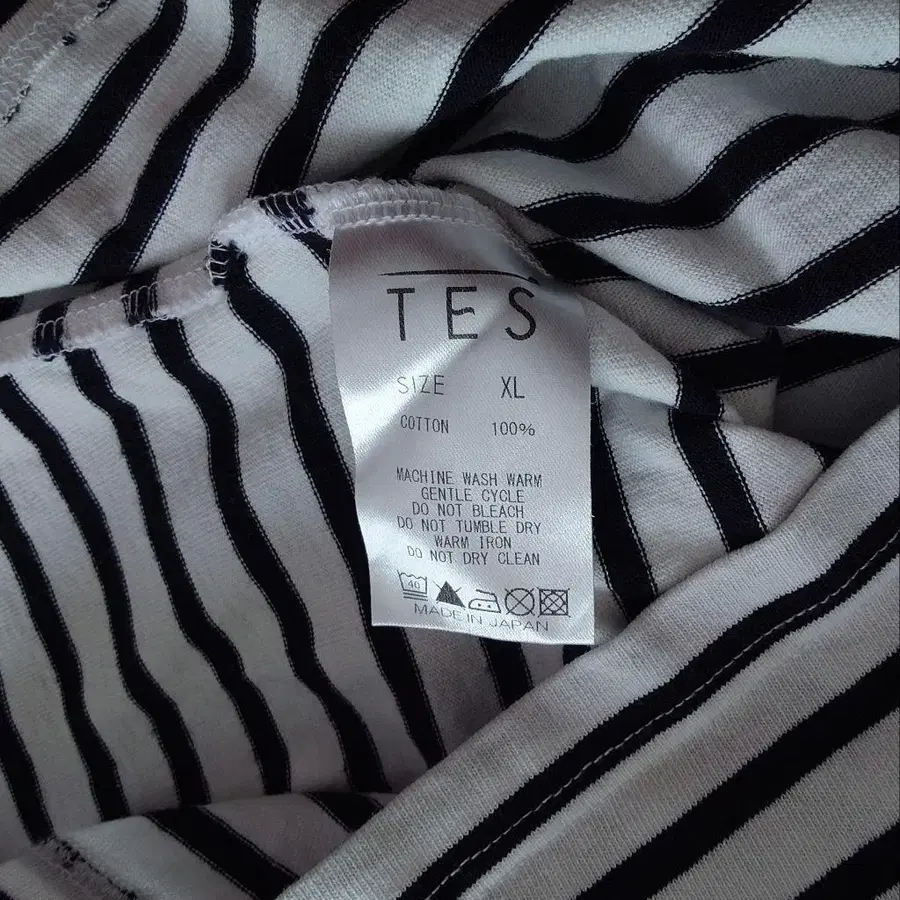 TES
SIZE XL
COTTON 100%
MACHINE WASH WARM
GENTLE CYCLE
DO NOT BLEACH
DO NOT TUMBLE DRY
WARM IRON
DO NOT DRY CLEAN
40
MADE IN JAPAN